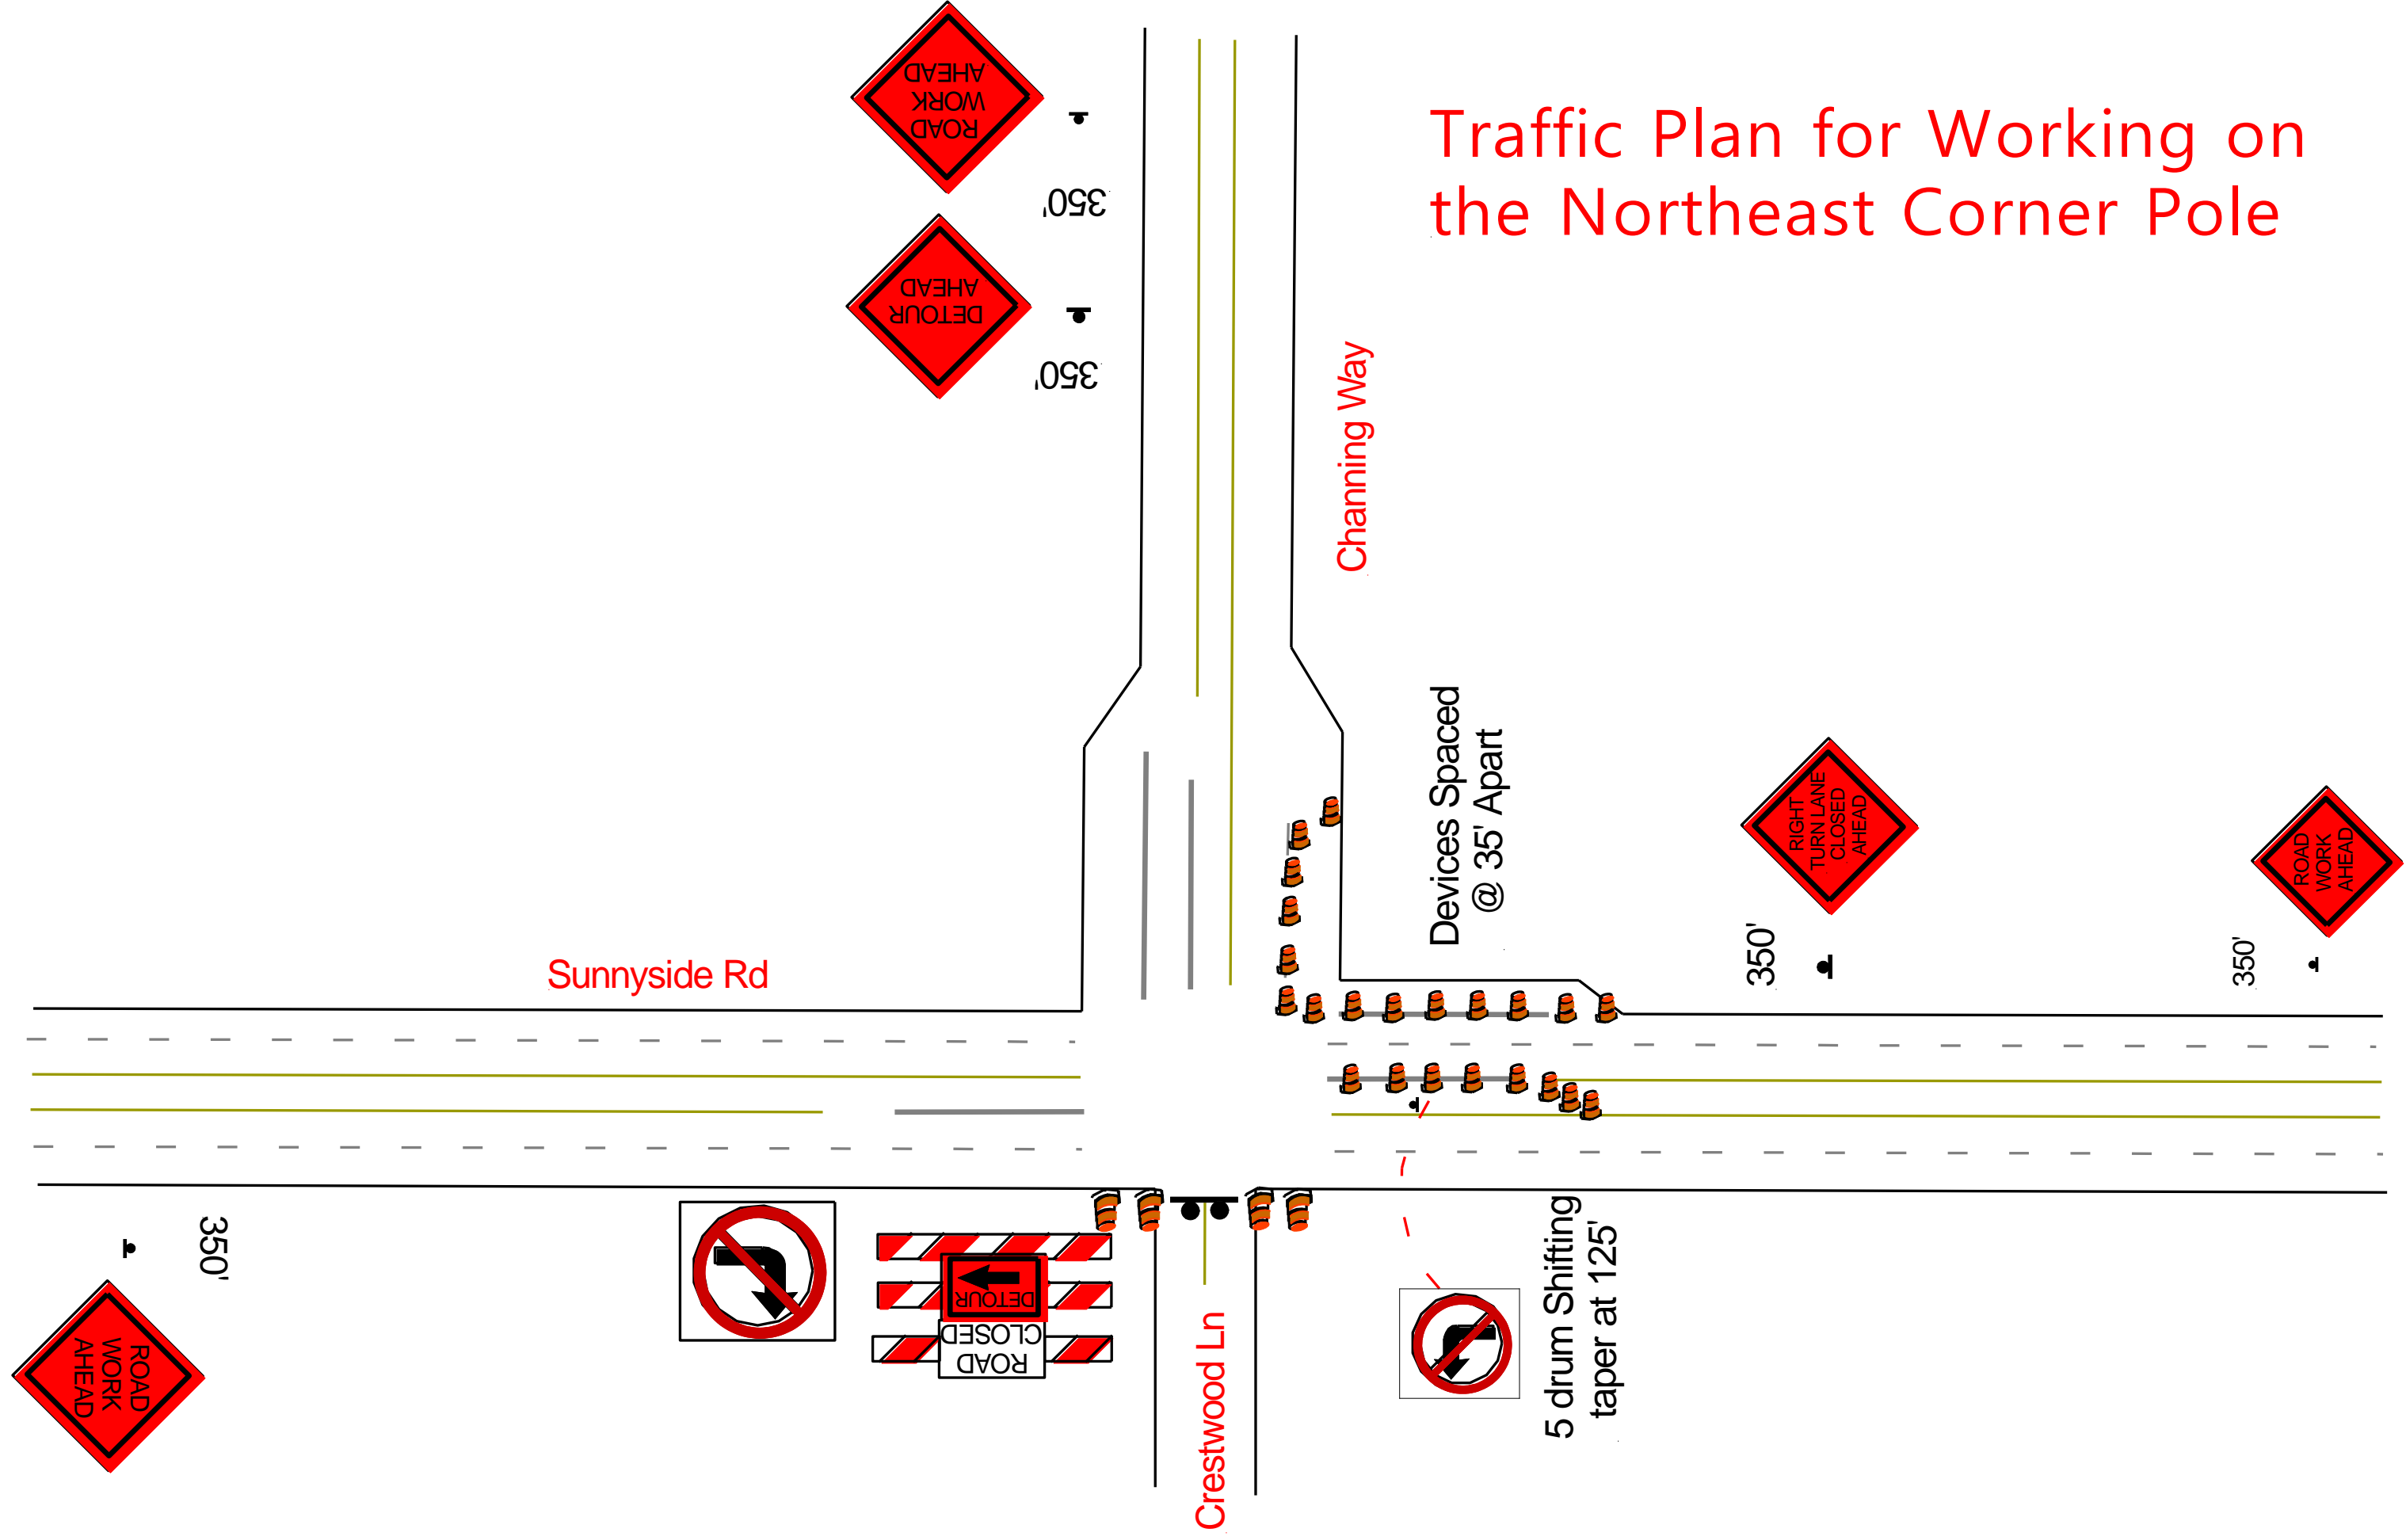 Traffic Plan for Working on
the Northeast Corner Pole
ROAD
WORK
AHEAD
350'
DETOUR
AHEAD
350'
Channing Way
Devices Spaced
@ 35' Apart
RIGHT
TURN LANE
CLOSED
AHEAD
350'
ROAD
WORK
AHEAD
350'
Sunnyside Rd
350'
ROAD
WORK
AHEAD
DETOUR
ROAD
CLOSED
Crestwood Ln
5 drum Shifting
taper at 125'